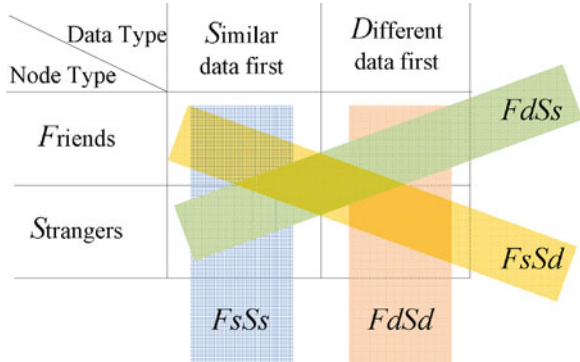 Data Type
Node Type
Similar
data first
Different
data first
Friends
Strangers
FdSs
FsSd
FsSs
FdSd